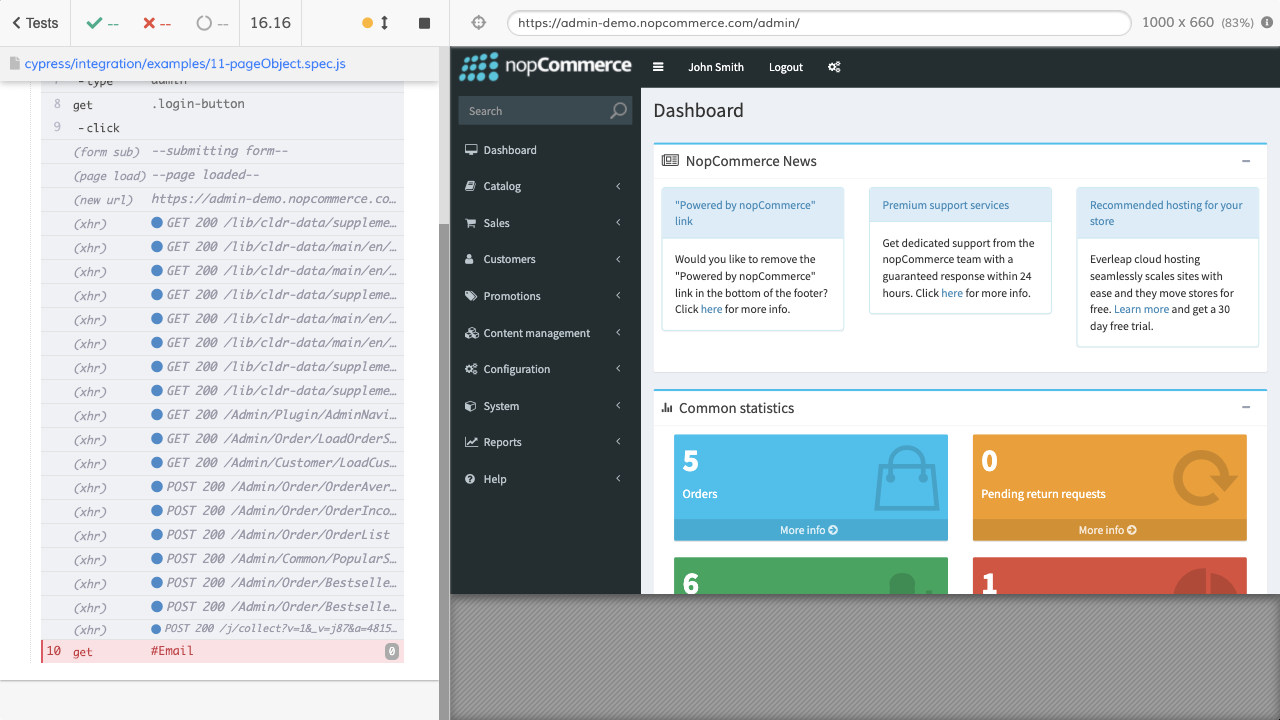 Tests
--
--
--
16.16
https://admin-demo.nopcommerce.com/admin/
1000 x 660 (83%)
cypress/integration/examples/11-pageObject.spec.js
- type admin
8 get .login-button
9 - click
(form sub) --submitting form--
(page load) --page loaded--
(new url) https://admin-demo.nopcommerce.co…
(xhr) GET 200 /lib/cldr-data/suppleme…
(xhr) GET 200 /lib/cldr-data/main/en/…
(xhr) GET 200 /lib/cldr-data/main/en/…
(xhr) GET 200 /lib/cldr-data/suppleme…
(xhr) GET 200 /lib/cldr-data/main/en/…
(xhr) GET 200 /lib/cldr-data/main/en/…
(xhr) GET 200 /lib/cldr-data/suppleme…
(xhr) GET 200 /lib/cldr-data/suppleme…
(xhr) GET 200 /Admin/Plugin/AdminNavi…
(xhr) GET 200 /Admin/Order/LoadOrderS…
(xhr) GET 200 /Admin/Customer/LoadCus…
(xhr) POST 200 /Admin/Order/OrderAver…
(xhr) POST 200 /Admin/Order/OrderInco…
(xhr) POST 200 /Admin/Order/OrderList
(xhr) POST 200 /Admin/Common/PopularS…
(xhr) POST 200 /Admin/Order/Bestselle…
(xhr) POST 200 /Admin/Order/Bestselle…
(xhr) POST 200 /j/collect?v=1&_v=j87&a=4815…
10 get #Email 0
nopCommerce
John Smith
Logout
Search
Dashboard
Catalog
Sales
Customers
Promotions
Content management
Configuration
System
Reports
Help
Dashboard
NopCommerce News
"Powered by nopCommerce"
link
Would you like to remove the
"Powered by nopCommerce"
link in the bottom of the footer?
Click here for more info.
Premium support services
Get dedicated support from the
nopCommerce team with a
guaranteed response within 24
hours. Click here for more info.
Recommended hosting for your
store
Everleap cloud hosting
seamlessly scales sites with
ease and they move stores for
free. Learn more and get a 30
day free trial.
Common statistics
5
Orders
More info
0
Pending return requests
More info
6
1